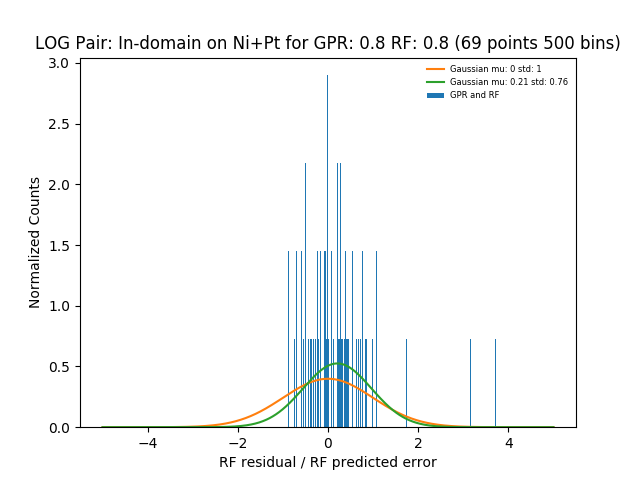 LOG Pair: In-domain on Ni+Pt for GPR: 0.8 RF: 0.8 (69 points 500 bins)
Gaussian mu: 0 std: 1
Gaussian mu: 0.21 std: 0.76
GPR and RF
Normalized Counts
3.0
2.5
2.0
1.5
1.0
0.5
0.0
−4 −2 0 2 4
RF residual / RF predicted error